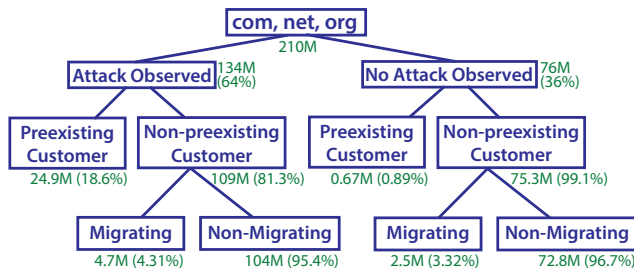 com, net, org
210M
Attack Observed
134M
(64%)
No Attack Observed
76M
(36%)
Preexisting
Customer
24.9M (18.6%)
Non-preexisting
Customer
109M (81.3%)
Preexisting
Customer
0.67M (0.89%)
Non-preexisting
Customer
75.3M (99.1%)
Migrating
4.7M (4.31%)
Non-Migrating
104M (95.4%)
Migrating
2.5M (3.32%)
Non-Migrating
72.8M (96.7%)